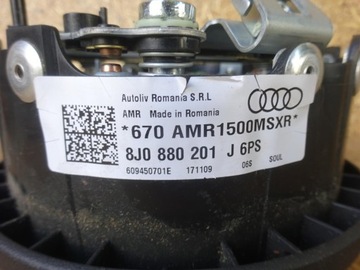 Autoliv Romania S.R.L
AMR Made in Romania
*670 AMR1500MSXR*
8J0 880 201 J 6PS
609450701E 171109 06S SOUL